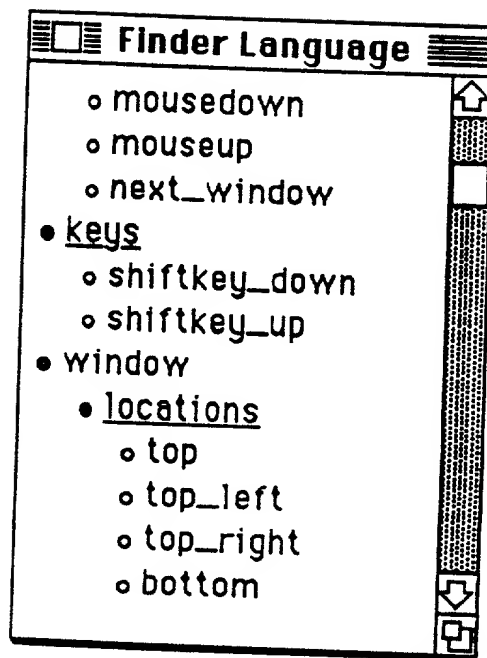 Finder Language
mousedown
mouseup
next_window
keys
shiftkey_down
shiftkey_up
window
locations
top
top_left
top_right
bottom